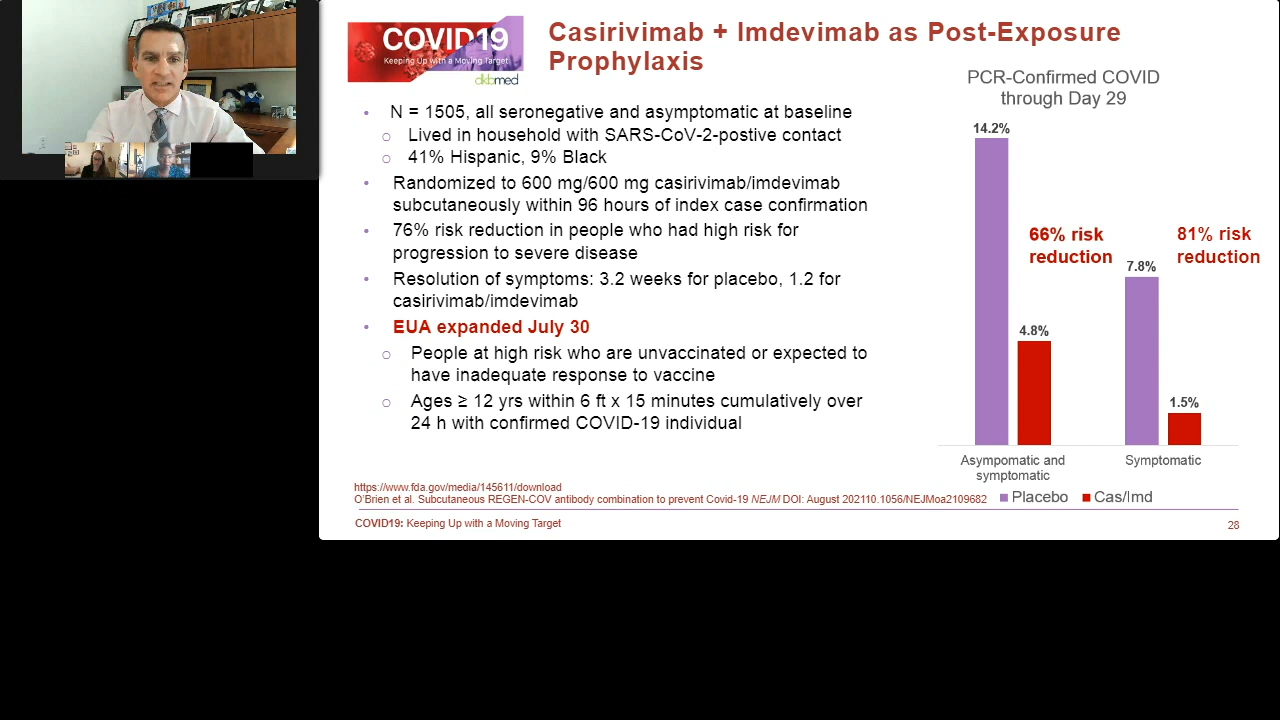 COVID19
Keeping Up with a Moving Target
dkbmed
Casirivimab + Imdevimab as Post-Exposure
Prophylaxis
• N = 1505, all seronegative and asymptomatic at baseline
o Lived in household with SARS-CoV-2-postive contact
o 41% Hispanic, 9% Black
• Randomized to 600 mg/600 mg casirivimab/imdevimab
subcutaneously within 96 hours of index case confirmation
• 76% risk reduction in people who had high risk for
progression to severe disease
• Resolution of symptoms: 3.2 weeks for placebo, 1.2 for
casirivimab/imdevimab
• EUA expanded July 30
o People at high risk who are unvaccinated or expected to
have inadequate response to vaccine
o Ages ≥ 12 yrs within 6 ft x 15 minutes cumulatively over
24 h with confirmed COVID-19 individual
PCR-Confirmed COVID
through Day 29
14.2%
66% risk
reduction
4.8%
81% risk
reduction
7.8%
1.5%
Asympomatic and
symptomatic
Symptomatic
Placebo
Cas/Imd
https://www.fda.gov/media/145611/download
O'Brien et al. Subcutaneous REGEN-COV antibody combination to prevent Covid-19 NEJM DOI: August 202110.1056/NEJMoa2109682
COVID19: Keeping Up with a Moving Target
28